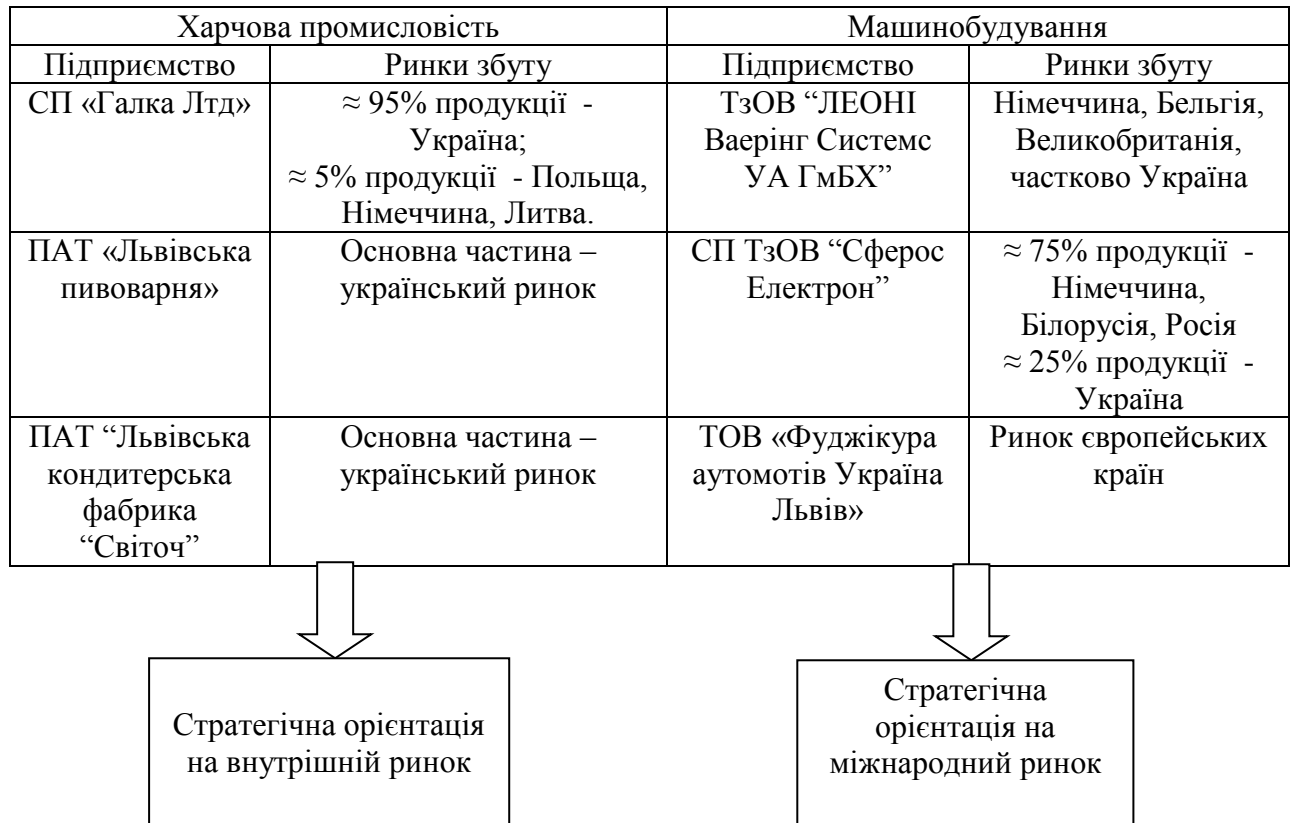 Харчова промисловість
Машинобудування
Підприємство
Ринки збуту
Підприємство
Ринки збуту
СП «Галка Лтд»
≈ 95% продукції -
Україна;
≈ 5% продукції - Польща,
Німеччина, Литва.
ТзОВ “ЛЕОНІ
Ваерінг Системс
УА ГмБХ”
Німеччина, Бельгія,
Великобританія,
частково Україна
ПАТ «Львівська
пивоварня»
Основна частина –
український ринок
СП ТзОВ “Сферос
Електрон”
≈ 75% продукції -
Німеччина,
Білорусія, Росія
≈ 25% продукції -
Україна
ПАТ “Львівська
кондитерська
фабрика
“Світоч”
Основна частина –
український ринок
ТОВ «Фуджікура
аутомотів Україна
Львів»
Ринок європейських
країн
Стратегічна орієнтація
на внутрішній ринок
Стратегічна
орієнтація на
міжнародний ринок